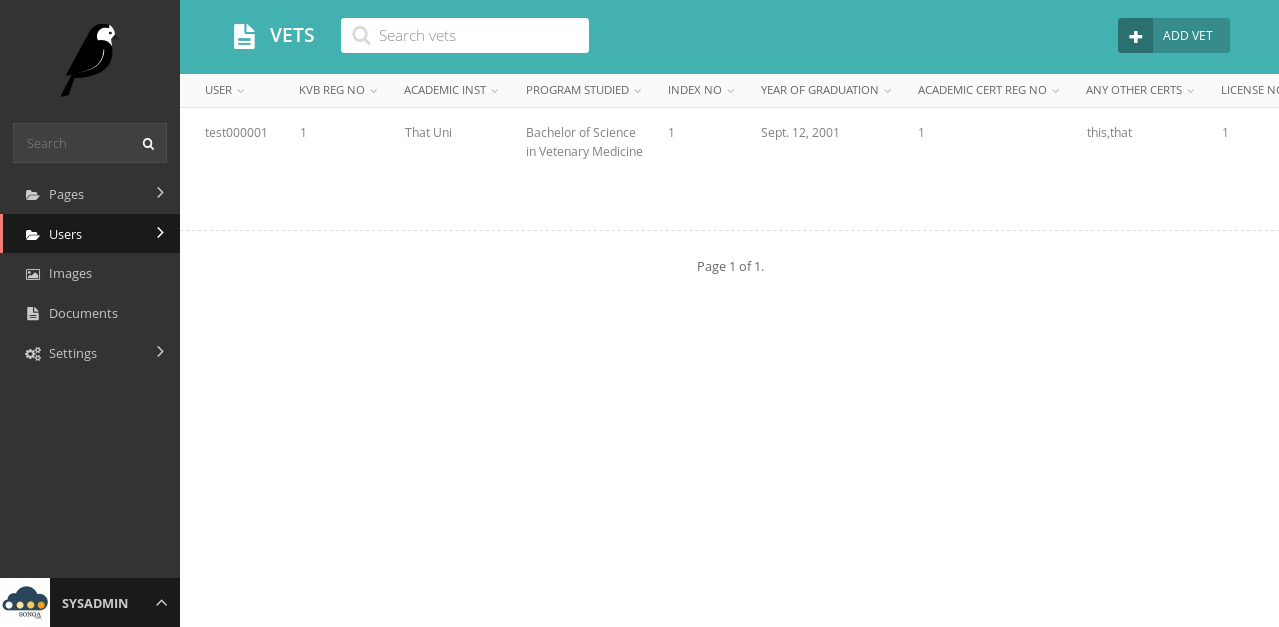 VETS
Search vets
ADD VET
Search
Pages
Users
Images
Documents
Settings
SONGA
SYSADMIN
USER KVB REG NO ACADEMIC INST PROGRAM STUDIED INDEX NO YEAR OF GRADUATION ACADEMIC CERT REG NO ANY OTHER CERTS LICENSE NO
test000001 1 That Uni Bachelor of Science 1 Sept. 12, 2001 1 this,that 1
in Vetenary Medicine
Page 1 of 1.